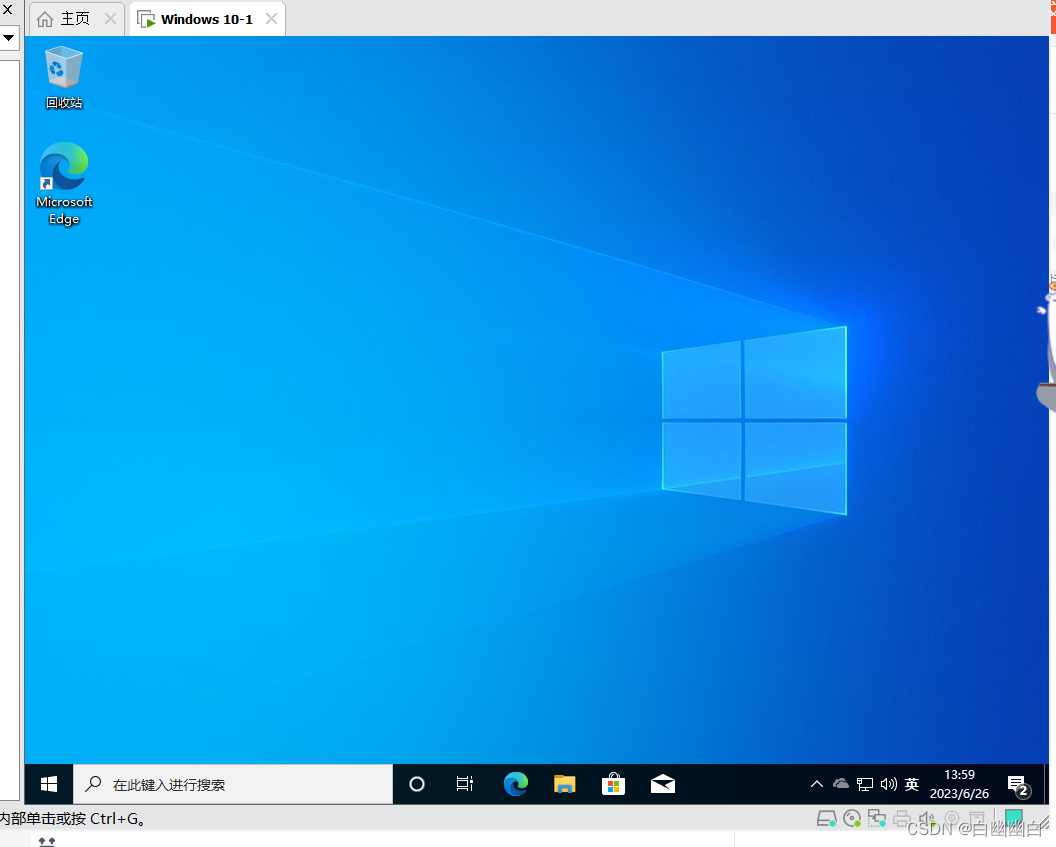 主页
Windows 10-1
回收站
Microsoft
Edge
在此键入进行搜索
英
13:59
2023/6/26
2
内部单击或按 Ctrl+G。
CSDN @白幽幽白